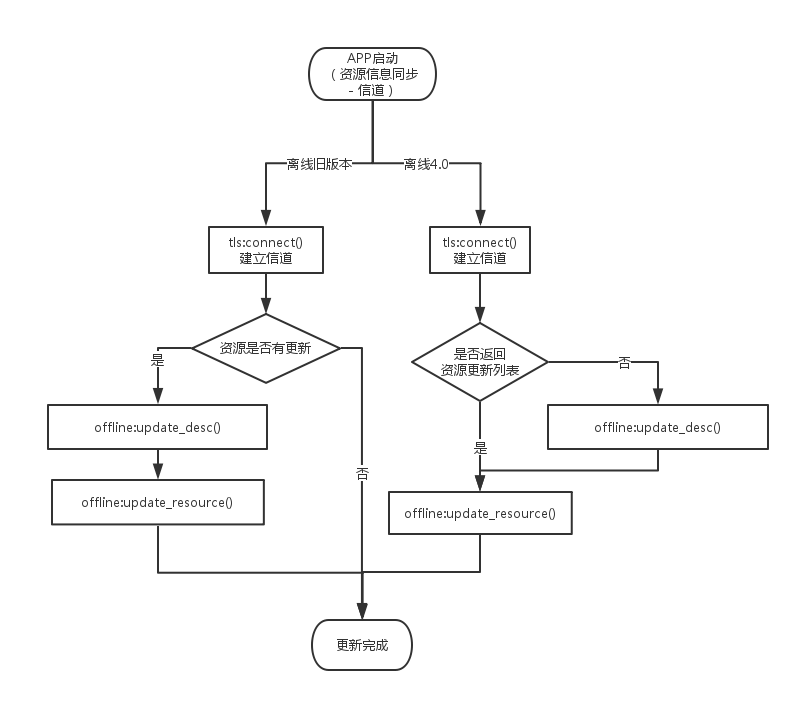 APP启动
（资源信息同步
- 信道）
离线旧版本
离线4.0
tls:connect()
建立信道
tls:connect()
建立信道
资源是否有更新
是否返回
资源更新列表
是
否
offline:update_desc()
offline:update_desc()
是
否
offline:update_resource()
offline:update_resource()
更新完成